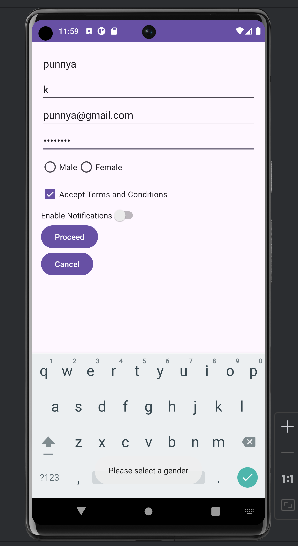 11:59
punnya
k
punnya@gmail.com
••••••••
Male Female
Accept Terms and Conditions
Enable Notifications
Proceed
Cancel
1 2 3 4 5 6 7 8 9 0
q w e r t y u i o p
a s d f g h j k l
z x c v b n m
?123 , .
Please select a gender
1:1